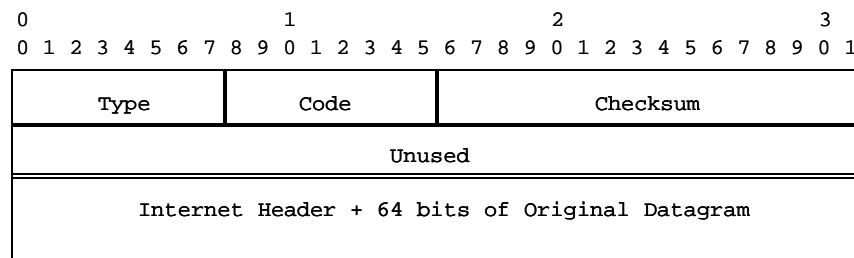 0 1 2 3
0 1 2 3 4 5 6 7 8 9 0 1 2 3 4 5 6 7 8 9 0 1 2 3 4 5 6 7 8 9 0 1
Type Code Checksum
Unused
Internet Header + 64 bits of Original Datagram